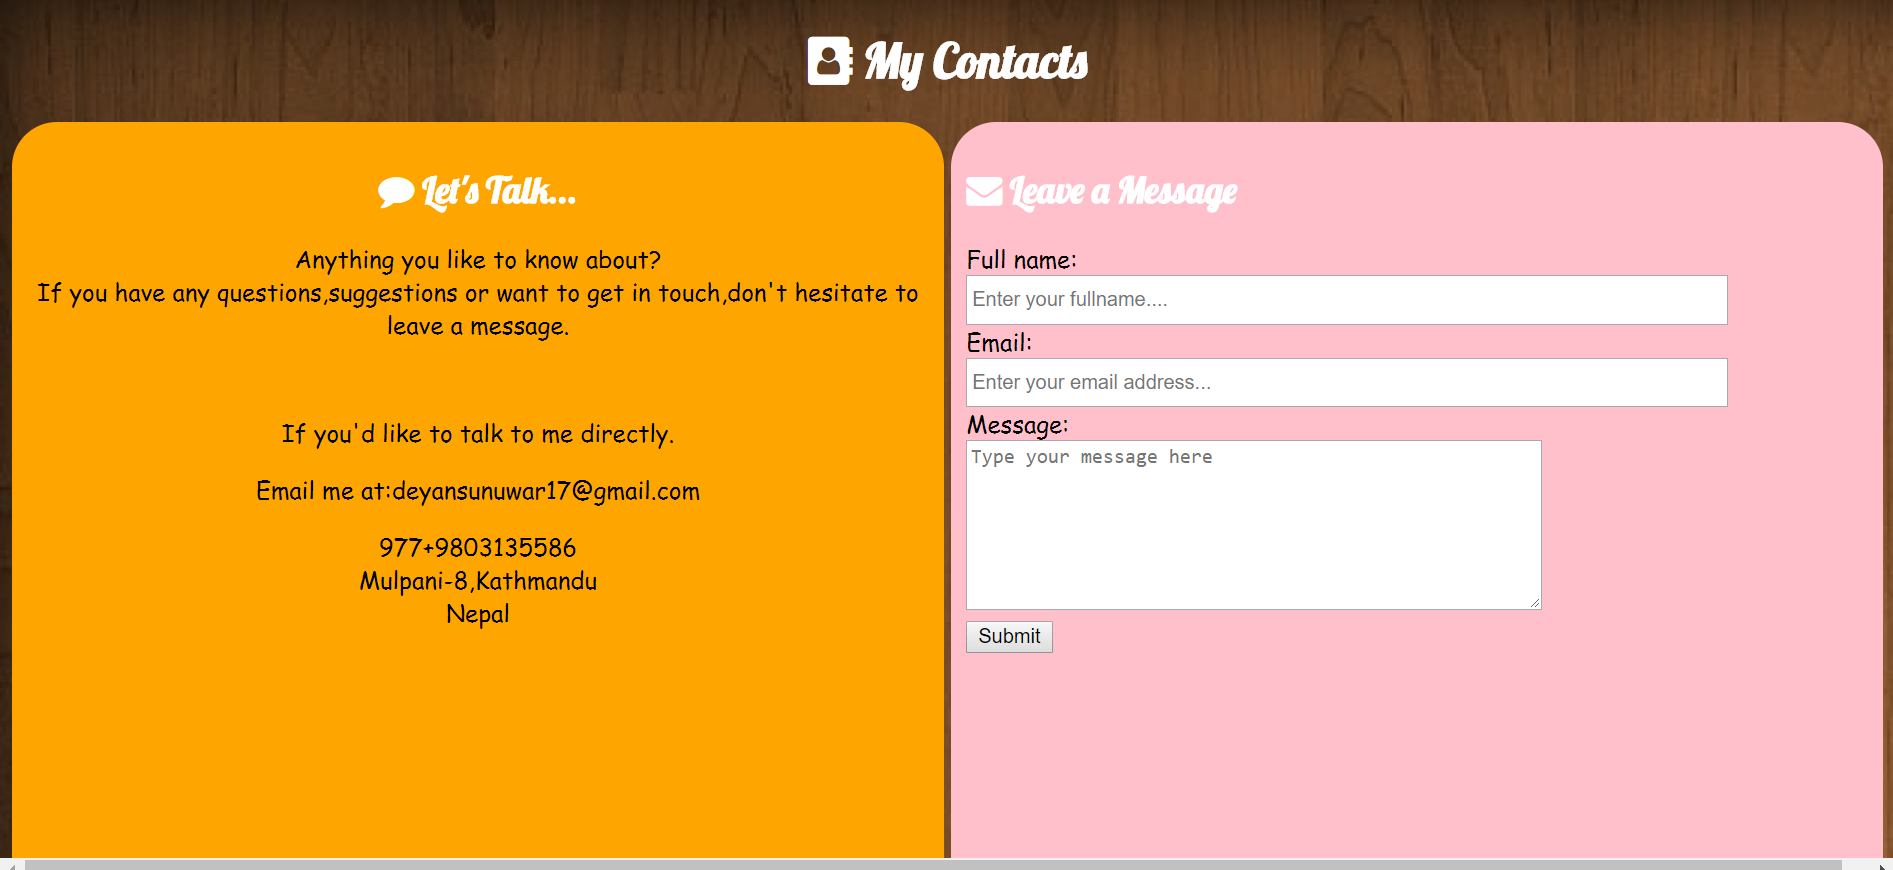 My Contacts
Let's Talk...
Anything you like to know about?
If you have any questions,suggestions or want to get in touch,don't hesitate to
leave a message.
If you'd like to talk to me directly.
Email me at:deyansunuwar17@gmail.com
977+9803135586
Mulpani-8,Kathmandu
Nepal
Leave a Message
Full name:
Enter your fullname....
Email:
Enter your email address...
Message:
Type your message here
Submit